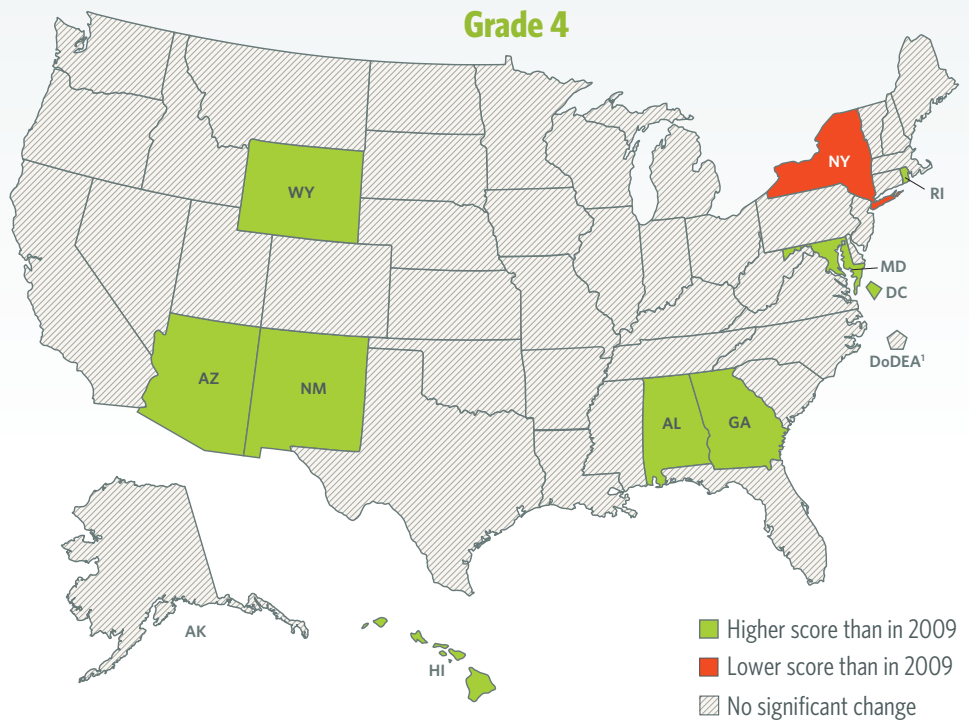 Grade 4
NY
WY
RI
MD
DC
DoDEA¹
AZ
NM
AL
GA
AK
HI
Higher score than in 2009
Lower score than in 2009
No significant change